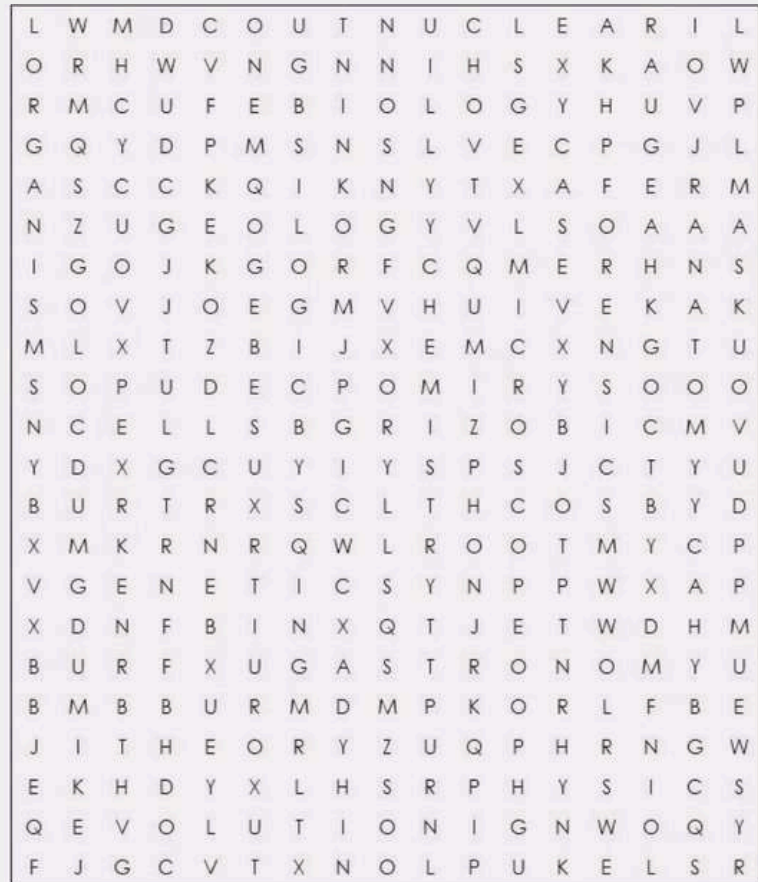 L W M D C O U T N U C L E A R I L
O R H W V N G N N I H S X K A O W
R M C U F E B I O L O G Y H U V P
G Q Y D P M S N S L V E C P G J L
A S C C K Q I K N Y T X A F E R M
N Z U G E O L O G Y V L S O A A A
I G O J K G O R F C Q M E R H N S
S O V J O E G M V H U I V E K A K
M L X T Z B I J X E M C X N G T U
S O P U D E C P O M I R Y S O O O
N C E L L S B G R I Z O B I C M V
Y D X G C U Y I Y S P S J C T Y U
B U R T R X S C L T H C O S B Y D
X M K R N R Q W L R O O T M Y C P
V G E N E T I C S Y N P P W X A P
X D N F B I N X Q T J E T W D H M
B U R F X U G A S T R O N O M Y U
B M B B U R M D M P K O R L F B E
J I T H E O R Y Z U Q P H R N G W
E K H D Y X L H S R P H Y S I C S
Q E V O L U T I O N I G N W O Q Y
F J G C V T X N O L P U K E L S R